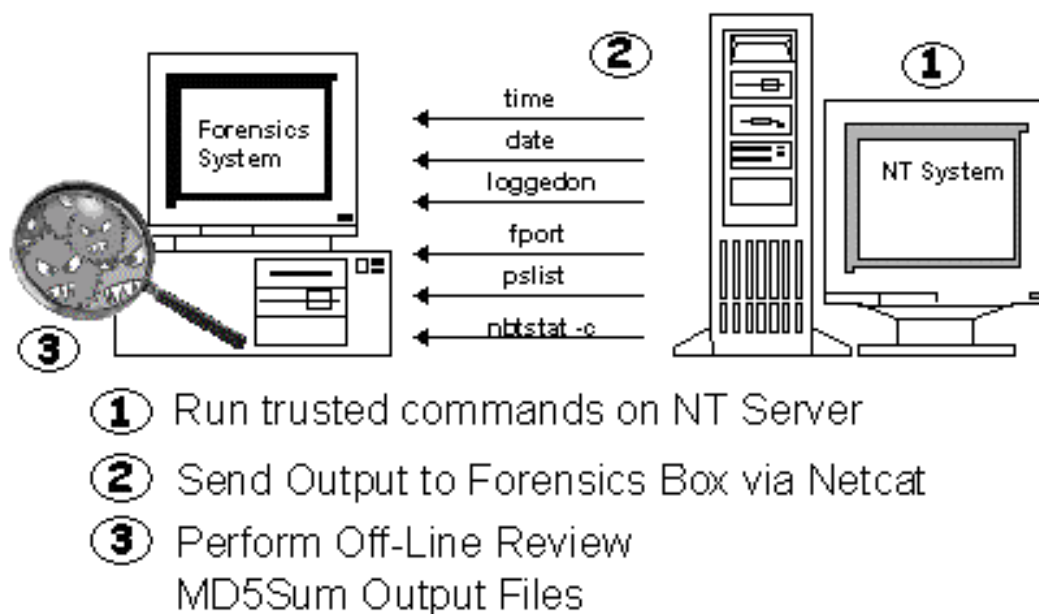 2
1
time
date
loggedon
fport
pslist
nbtstat -c
Forensics
System
NT System
3
1 Run trusted commands on NT Server
2 Send Output to Forensics Box via Netcat
3 Perform Off-Line Review
MD5Sum Output Files